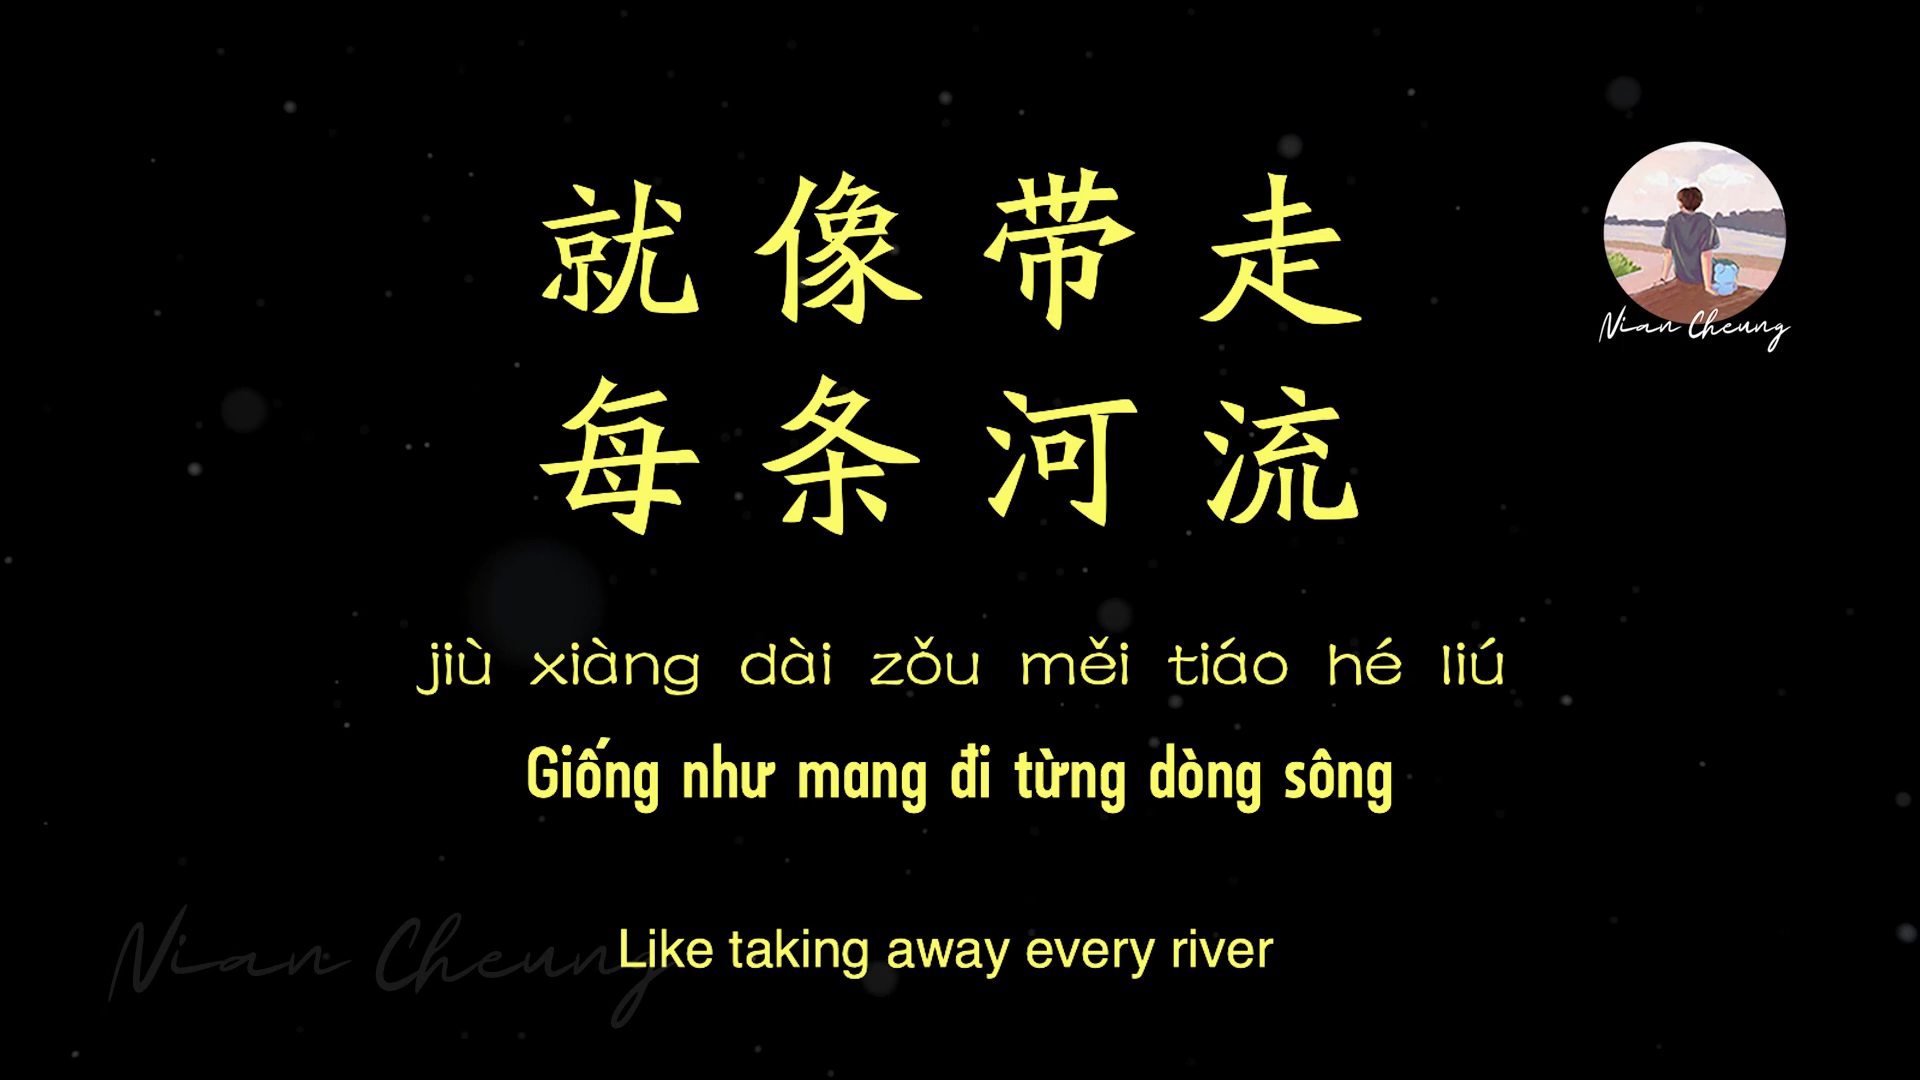 就像带走
每条河流
Nian Cheung
jiù xiàng dài zǒu měi tiáo hé liú
Giống như mang đi từng dòng sông
Like taking away every river
Nian Cheung